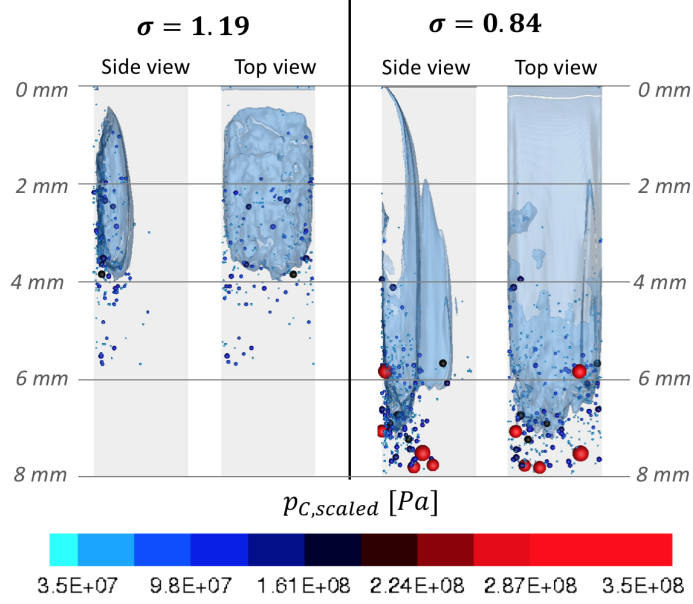 σ = 1.19
σ = 0.84
Side view
Top view
Side view
Top view
0 mm
0 mm
2 mm
2 mm
4 mm
4 mm
6 mm
6 mm
8 mm
8 mm
pC,scaled [Pa]
3.5E+07 9.8E+07 1.61E+08 2.24E+08 2.87E+08 3.5E+08